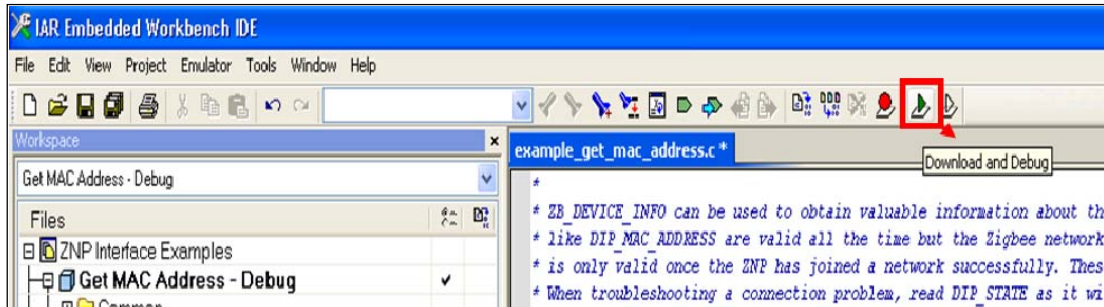 IAR Embedded Workbench IDE
File Edit View Project Emulator Tools Window Help
Workspace
example_get_mac_address.c *
Download and Debug
Get MAC Address - Debug
Files
ZNP Interface Examples
Get MAC Address - Debug
Common
*
* ZB_DEVICE_INFO can be used to obtain valuable information about th
* like DIP_MAC_ADDRESS are valid all the time but the Zigbee network
* is only valid once the ZNP has joined a network successfully. Thes
* When troubleshooting a connection problem, read DIP_STATE as it wi